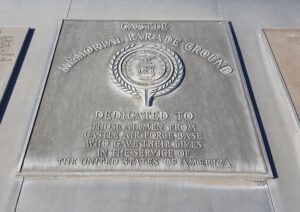 CASTLE
MEMORIAL PARADE GROUND
DEDICATED TO
THOSE AIRMEN FROM
CASTLE AIR FORCE BASE
WHO GAVE THEIR LIVES
IN THE SERVICE OF
THE UNITED STATES OF AMERICA